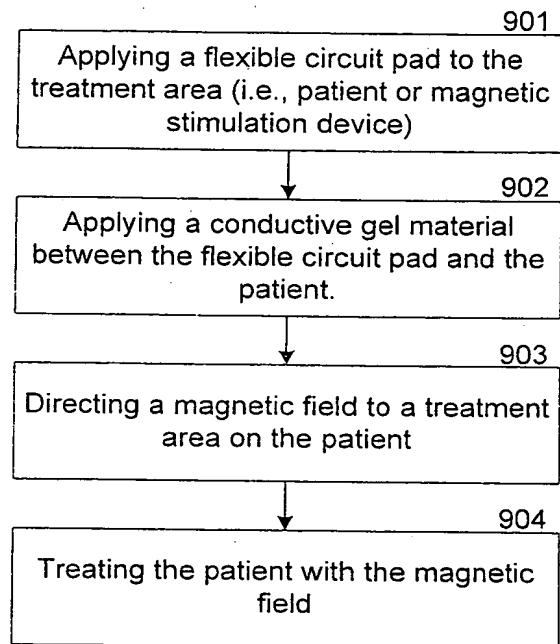 901
Applying a flexible circuit pad to the
treatment area (i.e., patient or magnetic
stimulation device)
902
Applying a conductive gel material
between the flexible circuit pad and the
patient.
903
Directing a magnetic field to a treatment
area on the patient
904
Treating the patient with the magnetic
field